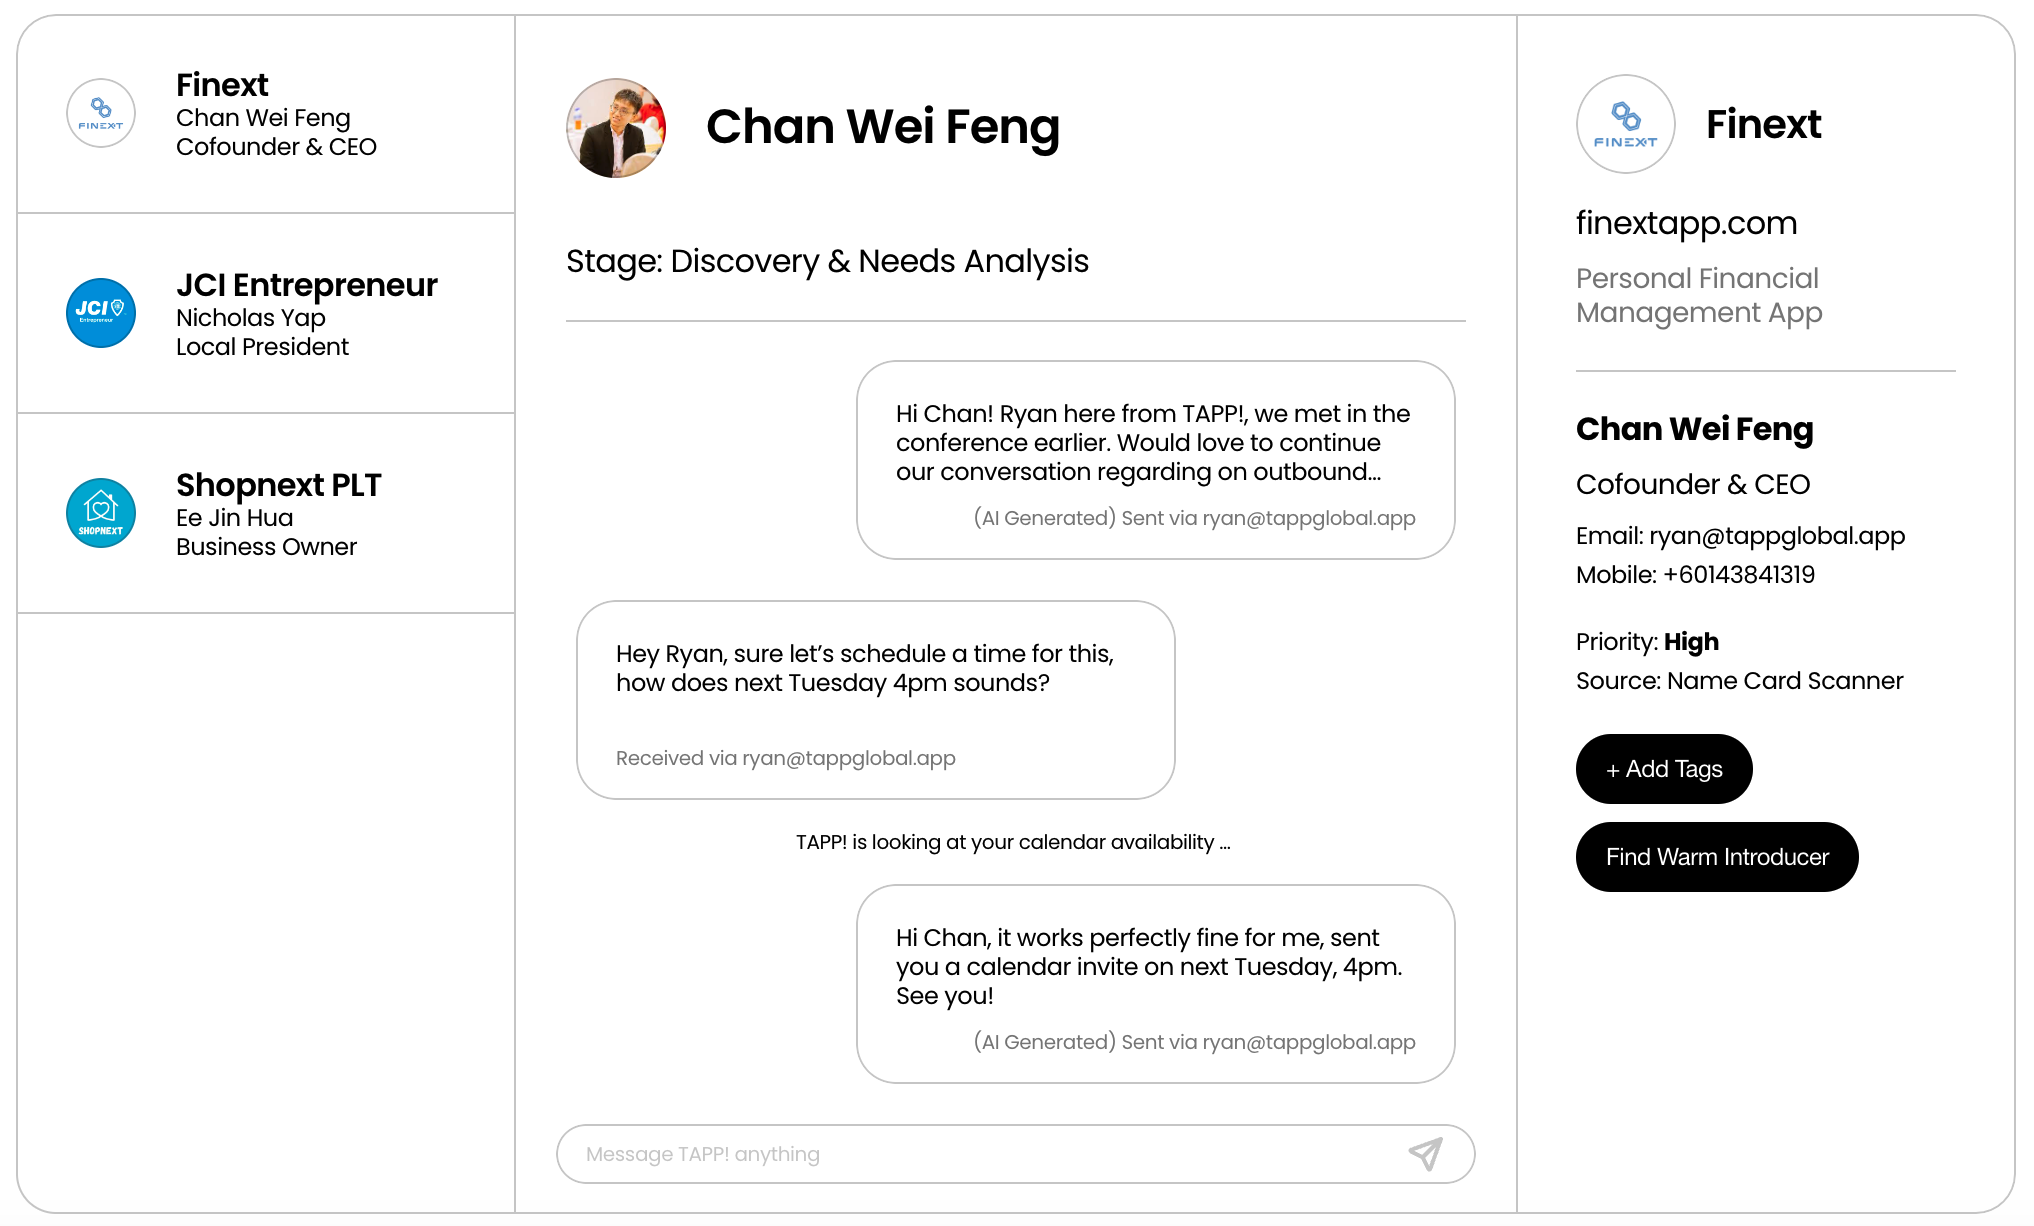 FINEXT
Finext
Chan Wei Feng
Cofounder & CEO
JCI
Entrepreneur
JCI Entrepreneur
Nicholas Yap
Local President
SHOPNEXT
Shopnext PLT
Ee Jin Hua
Business Owner
Chan Wei Feng
Stage: Discovery & Needs Analysis
Hi Chan! Ryan here from TAPP!, we met in the
conference earlier. Would love to continue
our conversation regarding on outbound...
(AI Generated) Sent via ryan@tappglobal.app
Hey Ryan, sure let’s schedule a time for this,
how does next Tuesday 4pm sounds?
Received via ryan@tappglobal.app
TAPP! is looking at your calendar availability ...
Hi Chan, it works perfectly fine for me, sent
you a calendar invite on next Tuesday, 4pm.
See you!
(AI Generated) Sent via ryan@tappglobal.app
Message TAPP! anything
FINEXT
Finext
finextapp.com
Personal Financial
Management App
Chan Wei Feng
Cofounder & CEO
Email: ryan@tappglobal.app
Mobile: +60143841319
Priority: High
Source: Name Card Scanner
+ Add Tags
Find Warm Introducer